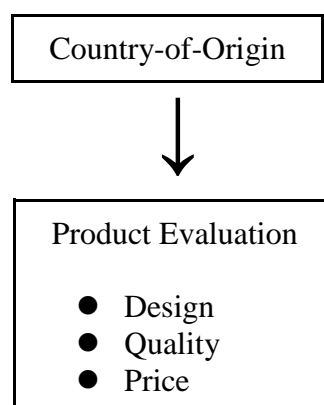 Country-of-Origin
Product Evaluation
● Design
● Quality
● Price